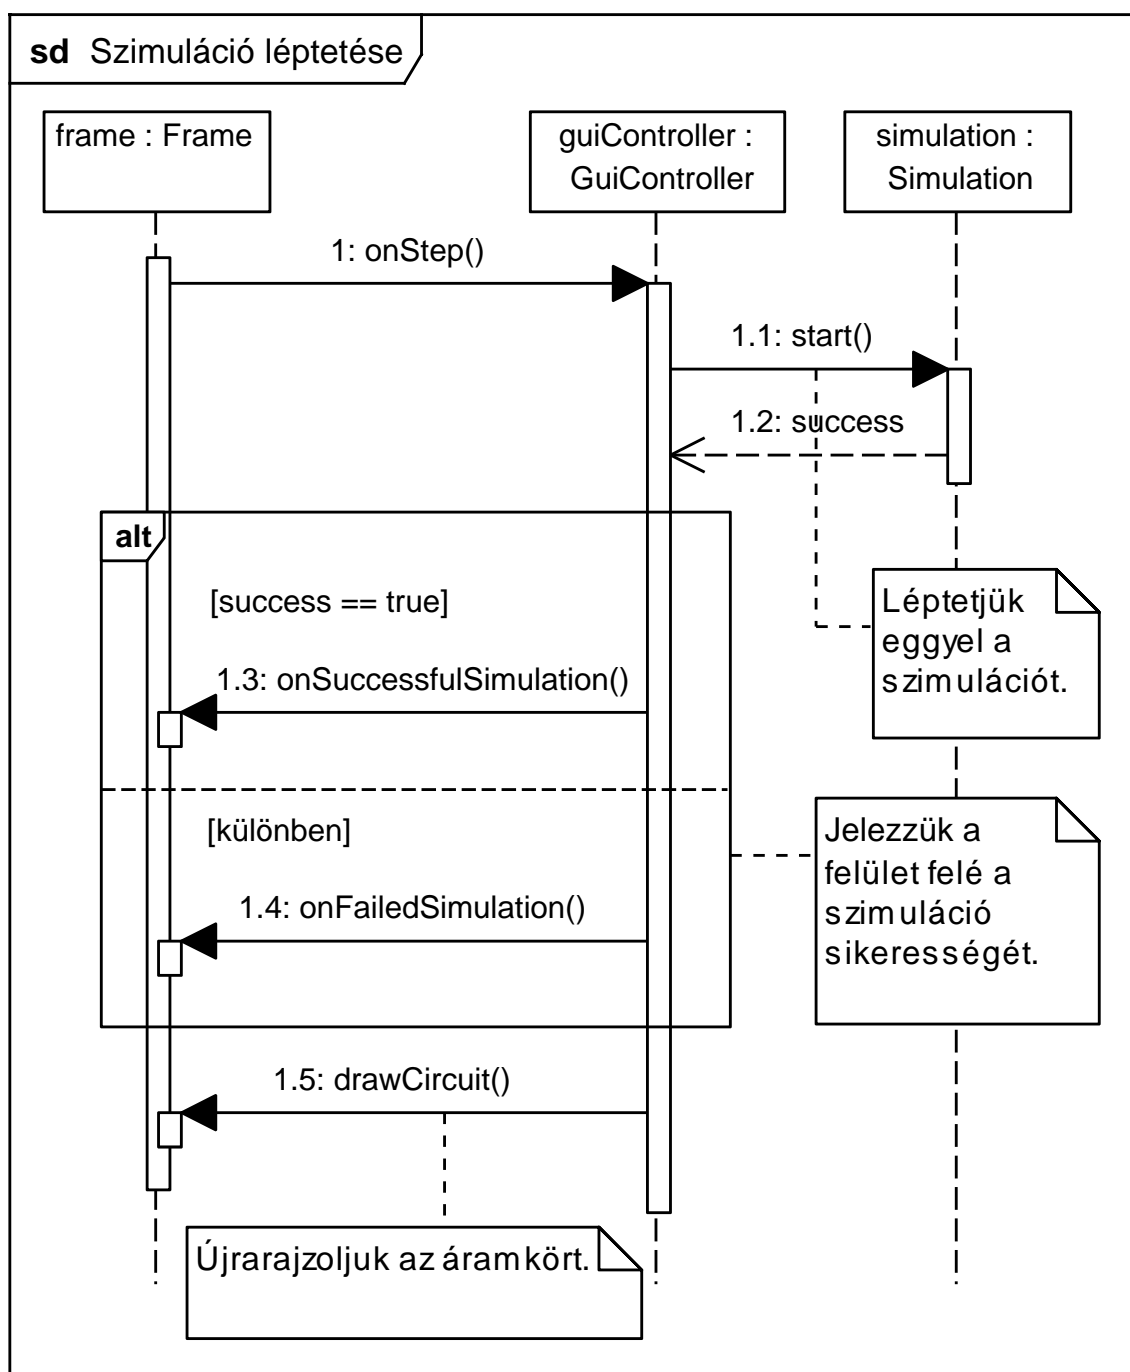 sd Szimuláció léptetése
frame : Frame
guiController :
GuiController
simulation :
Simulation
1: onStep()
1.1: start()
1.2: success
alt
[success == true]
Léptetjük
eggyel a
szimulációt.
1.3: onSuccessfulSimulation()
[különben]
Jelezzük a
felület felé a
szimuláció
sikerességét.
1.4: onFailedSimulation()
1.5: drawCircuit()
Újrarajzoljuk az áramkört.